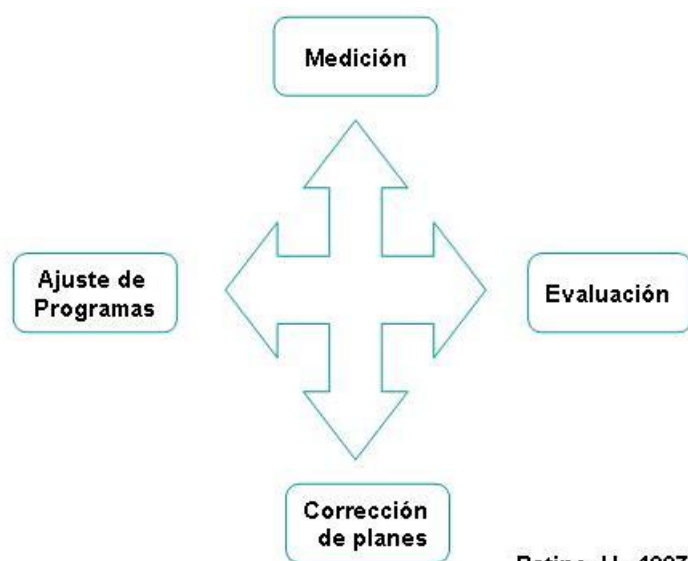 Medición
Ajuste de
Programas
Evaluación
Corrección
de planes